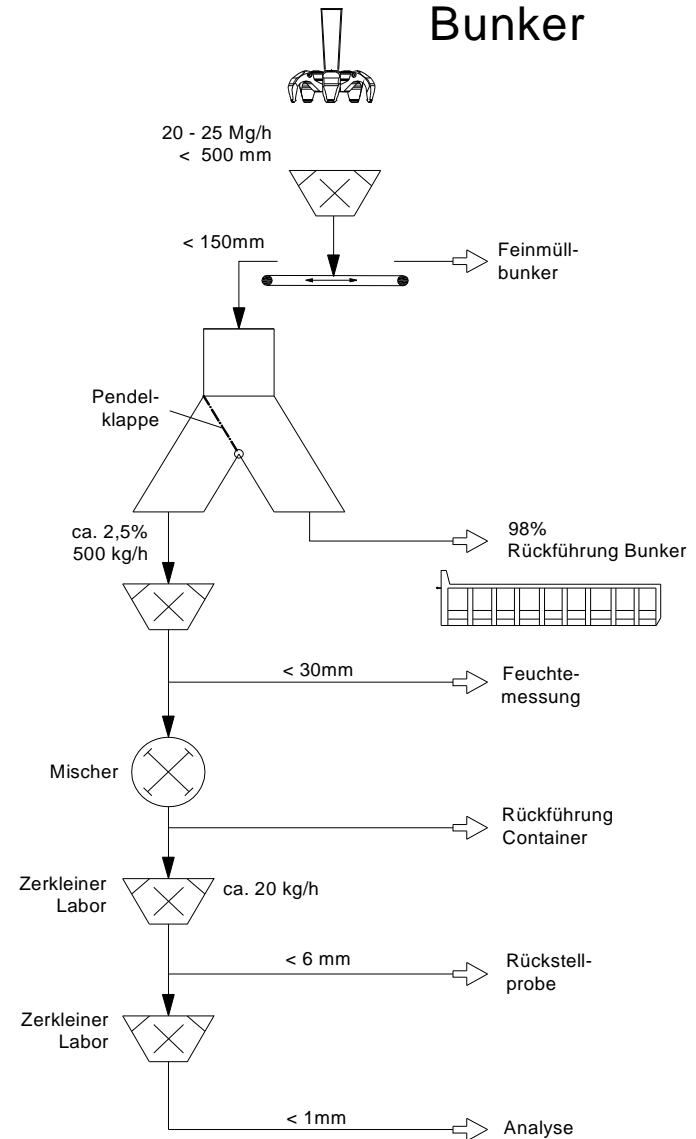 Bunker
20 - 25 Mg/h
< 500 mm
< 150mm
Feinmüll-
bunker
Pendel-
klappe
ca. 2,5%
500 kg/h
98%
Rückführung Bunker
< 30mm
Feuchte-
messung
Mischer
Rückführung
Container
Zerkleiner
Labor
ca. 20 kg/h
< 6 mm
Rückstell-
probe
Zerkleiner
Labor
< 1mm
Analyse